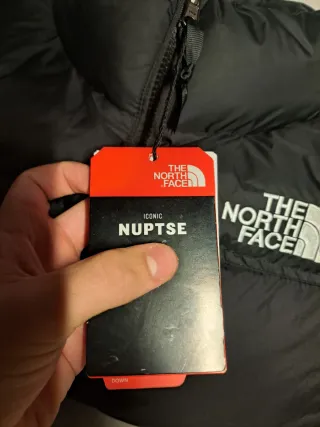 THE
NORTH
FACE
ICONIC
NUPTSE
THE
NORTH
FACE
DOWN